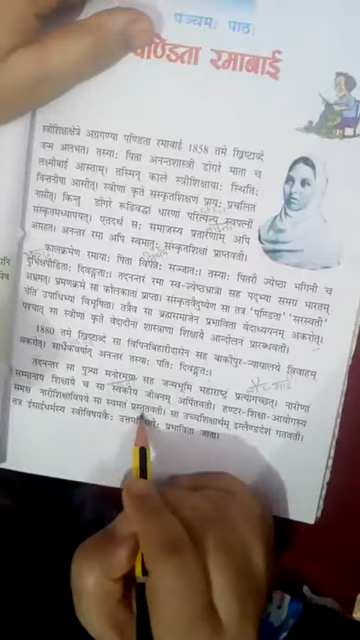 पञ्चमः पाठः
पण्डिता रमाबाई
स्त्रीशिक्षाक्षेत्रे अग्रगण्या पण्डिता रमाबाई 1858 तमे ख्रिष्टाब्दे
जन्म अलभत। तस्याः पिता अनन्तशास्त्री डोंगरे माता च
लक्ष्मीबाई आस्ताम्। तस्मिन् काले स्त्रीशिक्षायाः स्थितिः
चिन्तनीया आसीत्। स्त्रीणां कृते संस्कृतशिक्षणं प्रायः प्रचलितं
नासीत्। किन्तु डोंगरे रूढिबद्धां धारणां परित्यज्य स्वपत्नीं
संस्कृतमध्यापयत्। एतदर्थं सः समाजस्य प्रतारणाम् अपि
असहत। अनन्तरं रमा अपि स्वमातुः संस्कृतशिक्षां प्राप्तवती।
कालक्रमेण रमायाः पिता विपन्नः सञ्जातः। तस्याः पितरौ ज्येष्ठा भगिनी च
दुर्भिक्षपीडिताः दिवङ्गताः। तदनन्तरं रमा स्व-ज्येष्ठभ्रात्रा सह पद्भ्यां समग्रं भारतम्
अभ्रमत्। भ्रमणक्रमे सा कोलकातां प्राप्ता। संस्कृतवैदुष्येण सा तत्र 'पण्डिता' 'सरस्वती'
चेति उपाधिभ्यां विभूषिता। तत्रैव सा ब्रह्मसमाजेन प्रभाविता वेदाध्ययनम् अकरोत्।
पश्चात् सा स्त्रीणां कृते वेदादीनां शास्त्राणां शिक्षायै आन्दोलनं प्रारब्धवती।
1880 तमे ख्रिष्टाब्दे सा विपिनबिहारीदासेन सह बाकीपुर-न्यायालये विवाहम्
अकरोत्। सार्धैकवर्षात् अनन्तरं तस्याः पतिः दिवङ्गतः।
तदनन्तरं सा पुत्र्या मनोरमया सह जन्मभूमिं महाराष्ट्रं प्रत्यागच्छत्। नारीणां
सम्मानाय शिक्षायै च सा स्वकीयं जीवनम् अर्पितवती। हण्टर-शिक्षा-आयोगस्य
समक्षं नारीशिक्षाविषये सा स्वमतं प्रस्तुतवती। सा उच्चशिक्षार्थम् इंग्लैण्डदेशं गतवती।
तत्र ईसाईधर्मस्य स्त्रीविषयकैः उत्तमविचारैः प्रभाविता जाता।